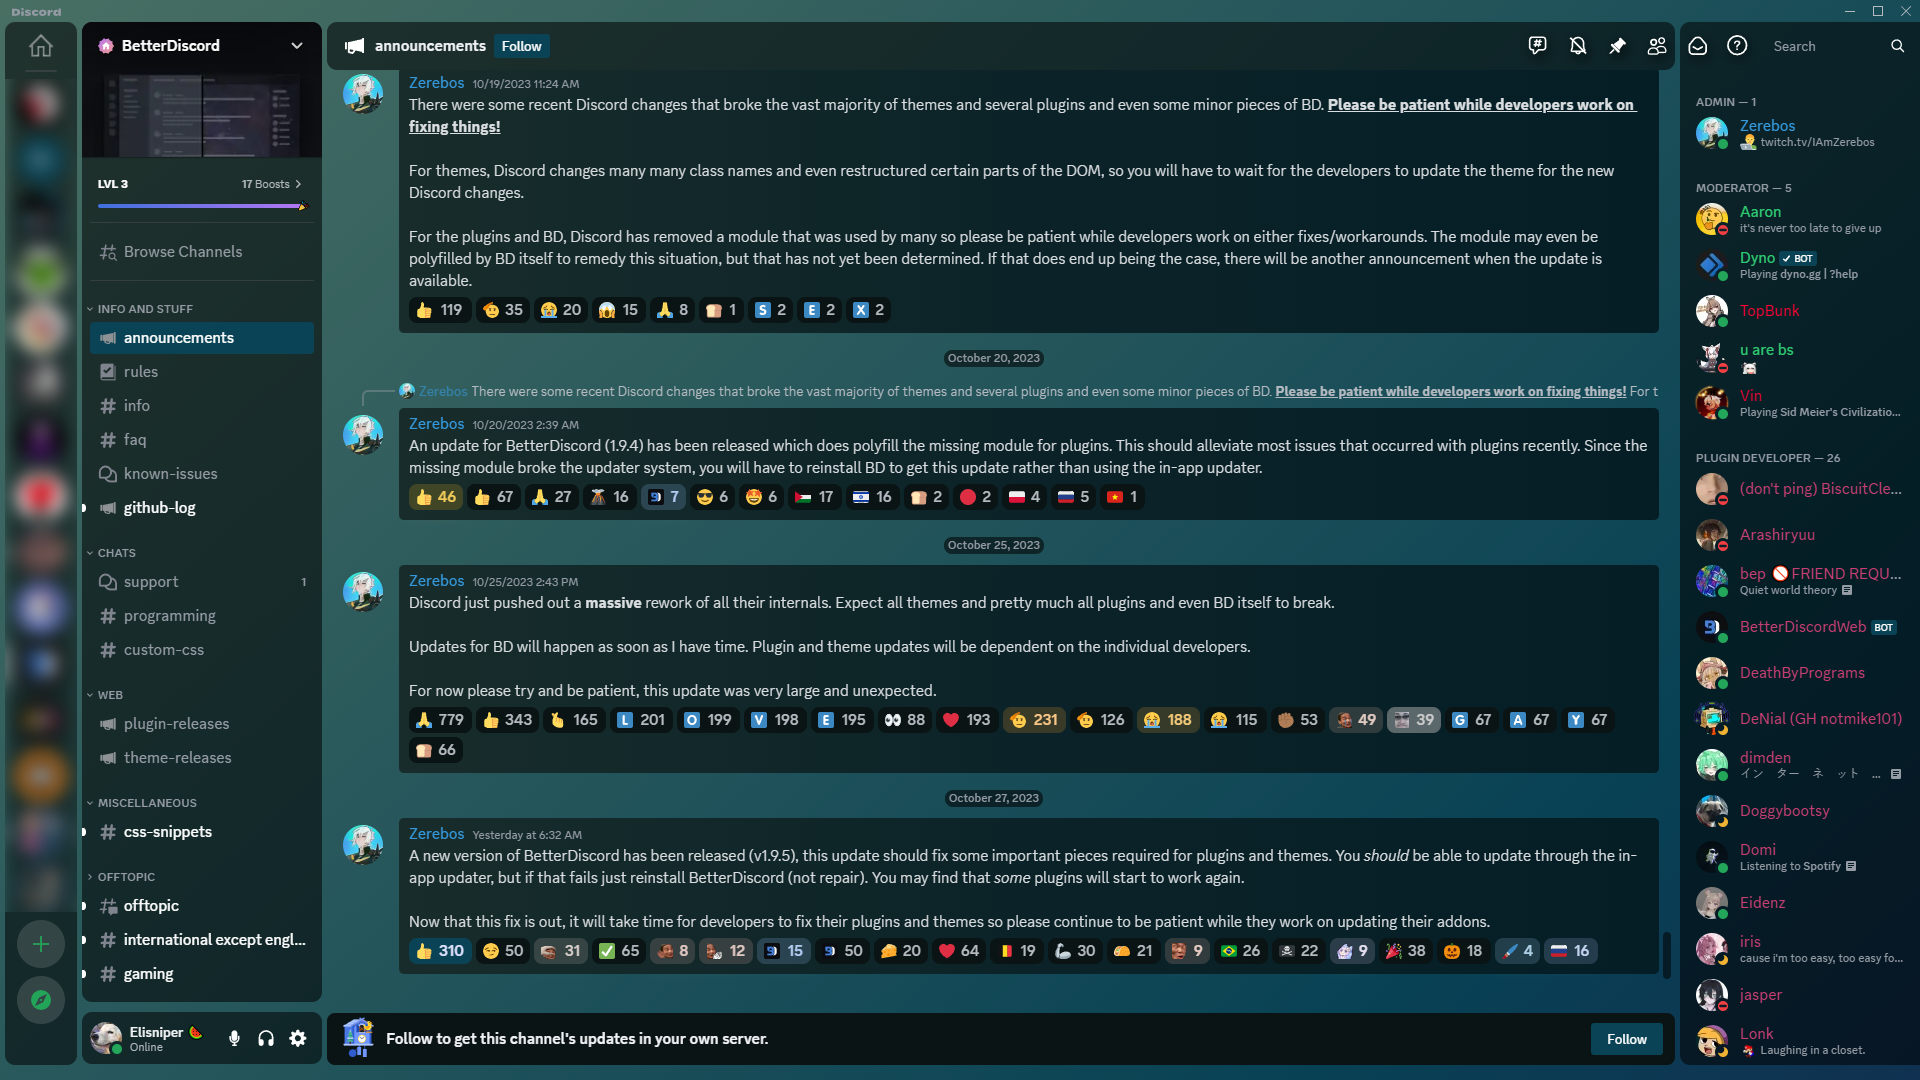 Discord
BetterDiscord
LVL 3
17 Boosts
Browse Channels
INFO AND STUFF
announcements
rules
info
faq
known-issues
github-log
CHATS
support
1
programming
custom-css
WEB
plugin-releases
theme-releases
MISCELLANEOUS
css-snippets
OFFTOPIC
offtopic
international except engl...
gaming
Elisniper
Online
announcements
Follow
Zerebos 10/19/2023 11:24 AM
There were some recent Discord changes that broke the vast majority of themes and several plugins and even some minor pieces of BD. Please be patient while developers work on
fixing things!
For themes, Discord changes many many class names and even restructured certain parts of the DOM, so you will have to wait for the developers to update the theme for the new
Discord changes.
For the plugins and BD, Discord has removed a module that was used by many so please be patient while developers work on either fixes/workarounds. The module may even be
polyfilled by BD itself to remedy this situation, but that has not yet been determined. If that does end up being the case, there will be another announcement when the update is
available.
119 35 20 15 8 1 S 2 E 2 X 2
October 20, 2023
Zerebos There were some recent Discord changes that broke the vast majority of themes and several plugins and even some minor pieces of BD. Please be patient while developers work on fixing things! For t
Zerebos 10/20/2023 2:39 AM
An update for BetterDiscord (1.9.4) has been released which does polyfill the missing module for plugins. This should alleviate most issues that occurred with plugins recently. Since the
missing module broke the updater system, you will have to reinstall BD to get this update rather than using the in-app updater.
46 67 27 16 7 6 6 17 16 2 2 4 5 1
October 25, 2023
Zerebos 10/25/2023 2:43 PM
Discord just pushed out a massive rework of all their internals. Expect all themes and pretty much all plugins and even BD itself to break.
Updates for BD will happen as soon as I have time. Plugin and theme updates will be dependent on the individual developers.
For now please try and be patient, this update was very large and unexpected.
779 343 165 L 201 O 199 V 198 E 195 88 193 231 126 188 115 53 49 39 G 67 A 67 Y 67
66
October 27, 2023
Zerebos Yesterday at 6:32 AM
A new version of BetterDiscord has been released (v1.9.5), this update should fix some important pieces required for plugins and themes. You should be able to update through the in-
app updater, but if that fails just reinstall BetterDiscord (not repair). You may find that some plugins will start to work again.
Now that this fix is out, it will take time for developers to fix their plugins and themes so please continue to be patient while they work on updating their addons.
310 50 31 65 8 12 15 50 20 64 19 30 21 9 26 22 9 38 18 4 16
Follow to get this channel's updates in your own server.
Follow
Search
ADMIN — 1
Zerebos
twitch.tv/IAmZerebos
MODERATOR — 5
Aaron
it's never too late to give up
Dyno BOT
Playing dyno.gg | ?help
TopBunk
u are bs
Vin
Playing Sid Meier's Civilizatio...
PLUGIN DEVELOPER — 26
(don't ping) BiscuitCle...
Arashiryuu
bep FRIEND REQU...
Quiet world theory
BetterDiscordWeb BOT
DeathByPrograms
DeNial (GH notmike101)
dimden
イン ター ネ ット ...
Doggybootsy
Domi
Listening to Spotify
Eidenz
iris
cause i'm too easy, too easy fo...
jasper
Lonk
Laughing in a closet.